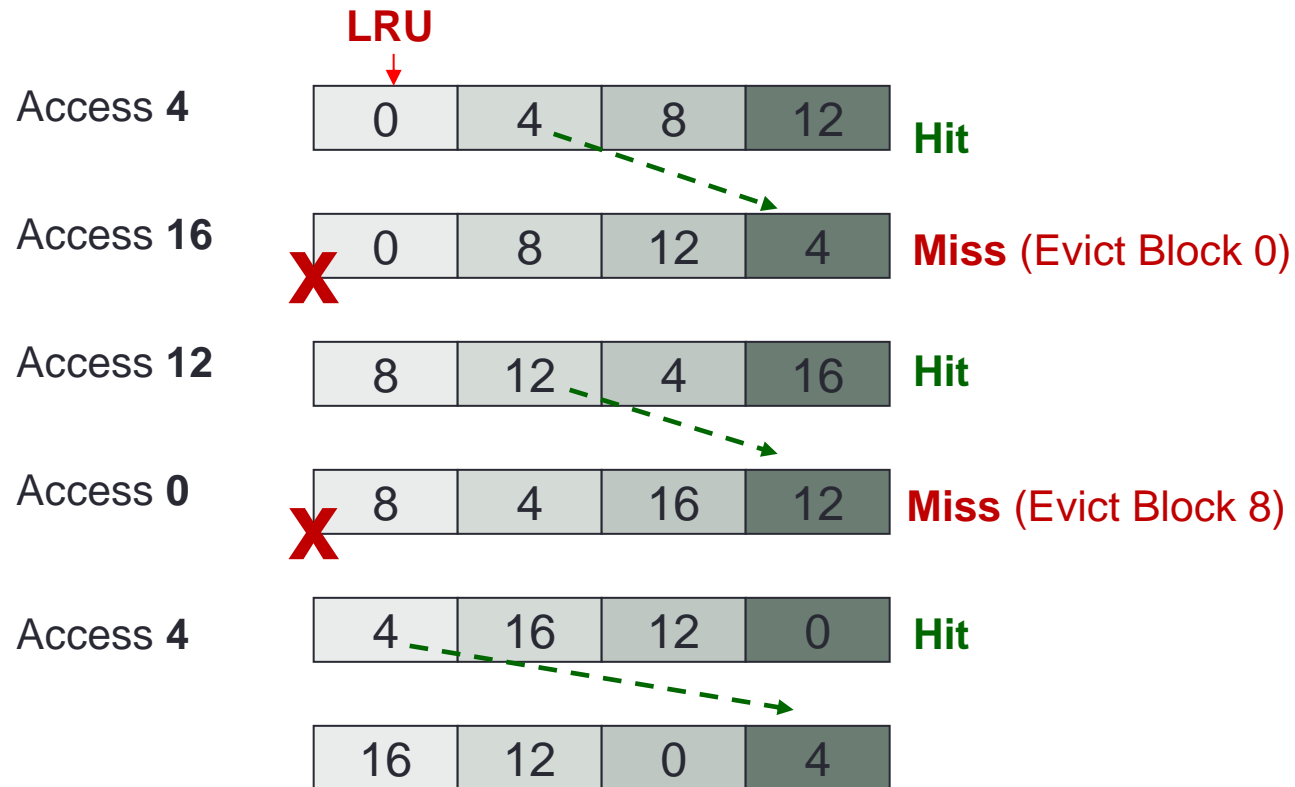 LRU
Access 4 0 4 8 12 Hit
Access 16 X 0 8 12 4 Miss (Evict Block 0)
Access 12 8 12 4 16 Hit
Access 0 X 8 4 16 12 Miss (Evict Block 8)
Access 4 4 16 12 0 Hit
16 12 0 4